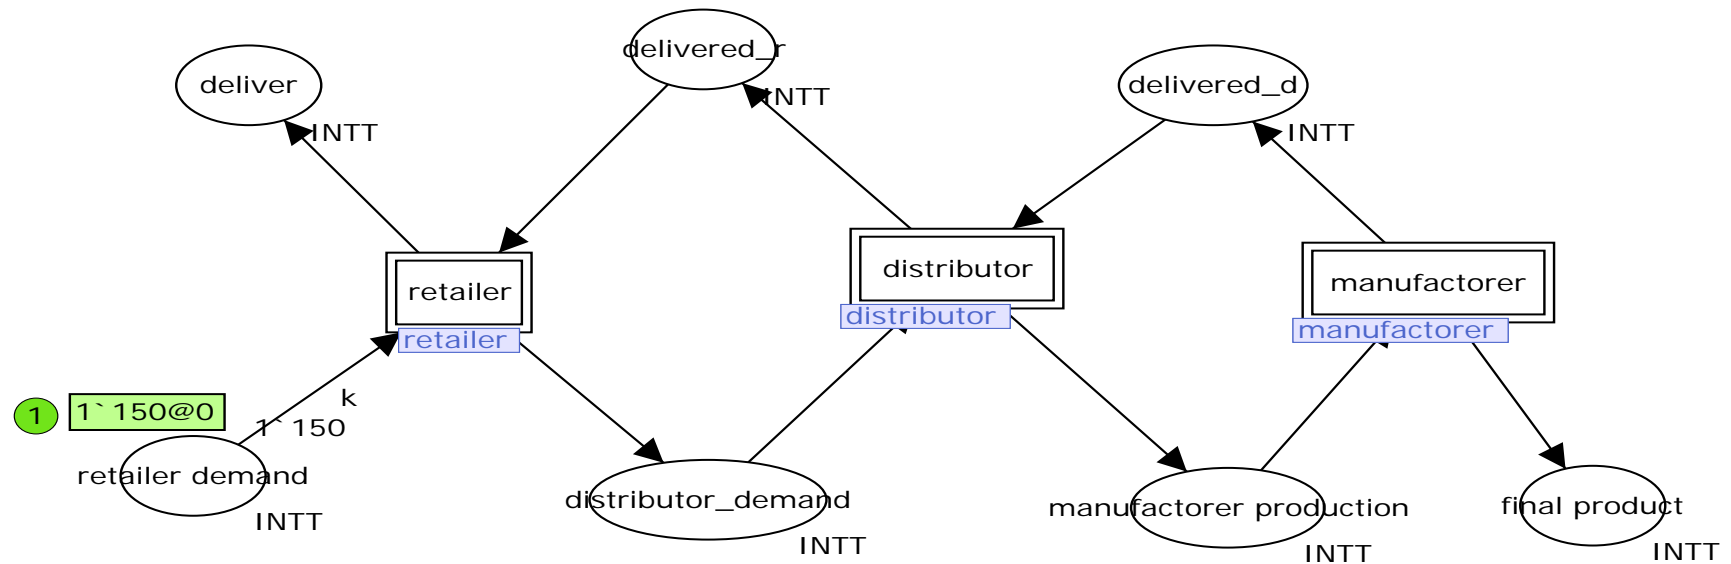 delivered_r
deliver
delivered_d
INTT
INTT
INTT
distributor
manufactorer
retailer
distributor
manufactorer
retailer
k
1
1`150@0
1`150
retailer demand
distributor_demand
manufactorer production
final product
INTT
INTT
INTT
INTT